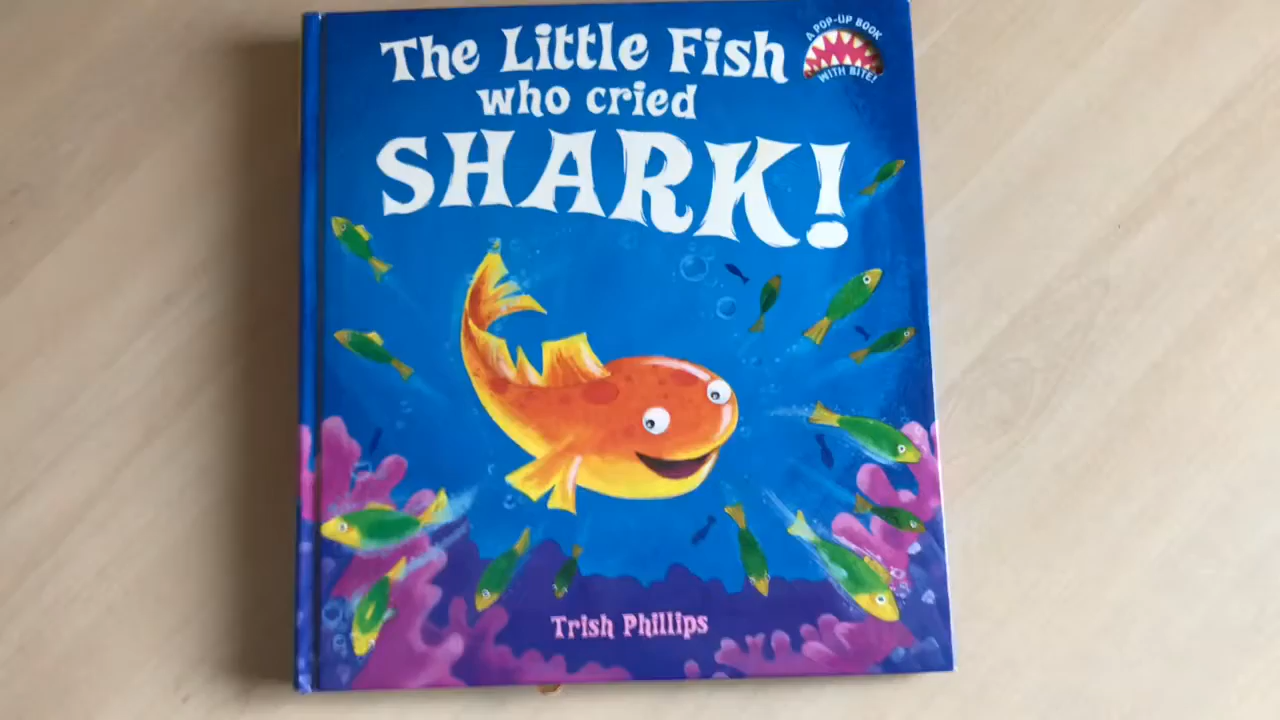 The Little Fish
who cried
SHARK!
A POP-UP BOOK
WITH BITE!
Trish Phillips